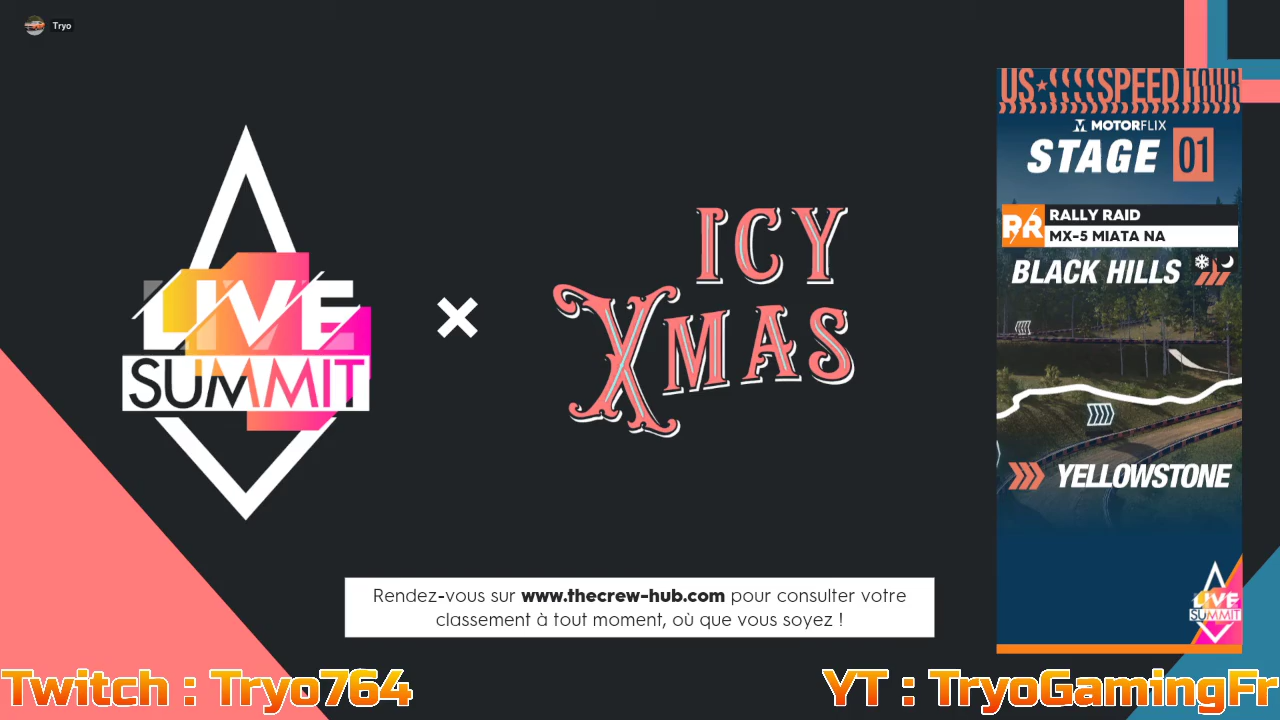 Tryo
US SPEED TOUR
MOTORFLIX
STAGE 01
RALLY RAID
MX-5 MIATA NA
BLACK HILLS
YELLOWSTONE
LIVE
SUMMIT
LIVE
SUMMIT
×
ICY
XMAS
Rendez-vous sur www.thecrew-hub.com pour consulter votre
classement à tout moment, où que vous soyez !
Twitch : Tryo764
YT : TryoGamingFr